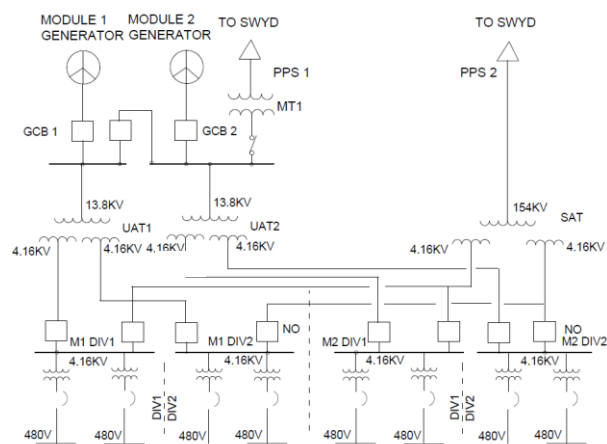 MODULE 1
GENERATOR
MODULE 2
GENERATOR
TO SWYD
TO SWYD
PPS 1
PPS 2
MT1
GCB 1
GCB 2
13.8KV
13.8KV
154KV
UAT1
UAT2
SAT
4.16KV
4.16KV
4.16KV
4.16KV
4.16KV
4.16KV
M1 DIV1
M1 DIV2
NO
M2 DIV1
NO
M2 DIV2
4.16KV
4.16KV
4.16KV
4.16KV
DIV1
DIV2
DIV1
DIV2
480V
480V
480V
480V
480V
480V
480V
480V